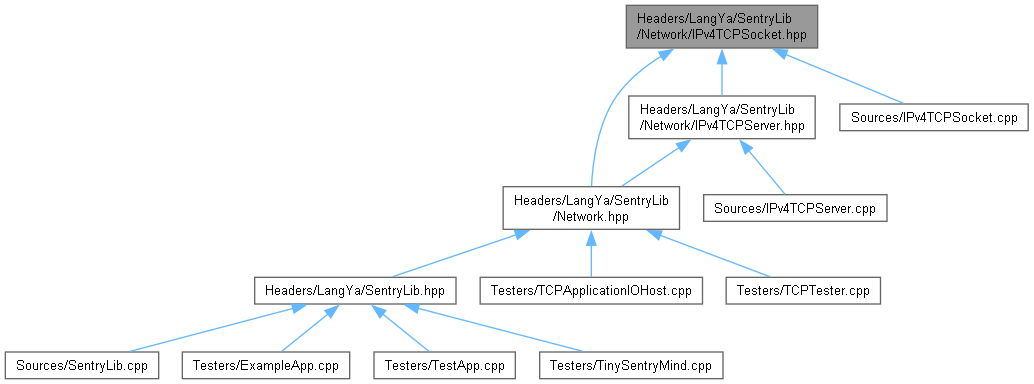 Headers/LangYa/SentryLib
/Network/IPv4TCPSocket.hpp
Headers/LangYa/SentryLib
/Network/IPv4TCPServer.hpp
Sources/IPv4TCPSocket.cpp
Headers/LangYa/SentryLib
/Network.hpp
Sources/IPv4TCPServer.cpp
Headers/LangYa/SentryLib.hpp
Testers/TCPApplicationIOHost.cpp
Testers/TCPTester.cpp
Sources/SentryLib.cpp
Testers/ExampleApp.cpp
Testers/TestApp.cpp
Testers/TinySentryMind.cpp